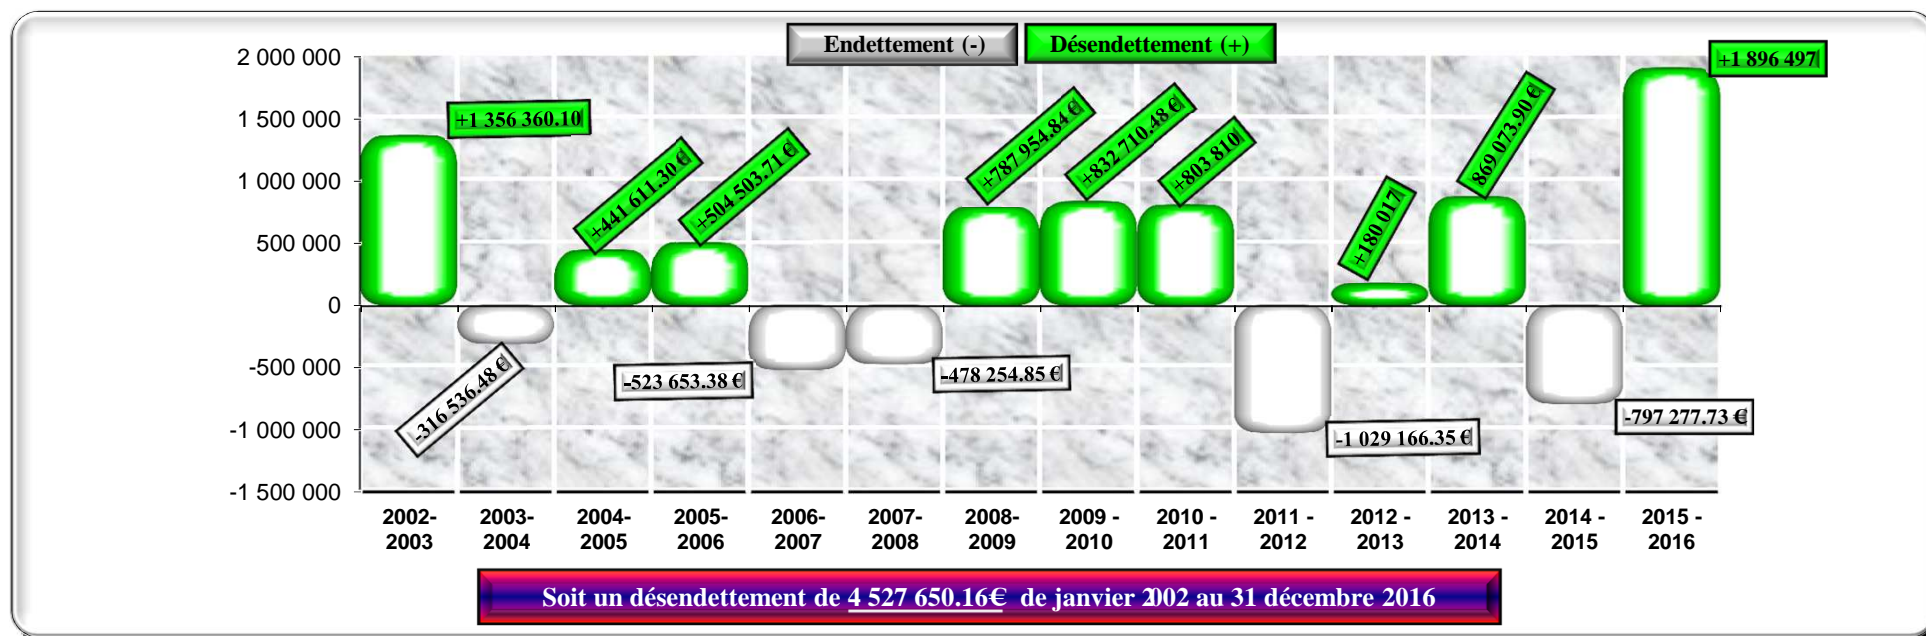 Endettement (-)
Désendettement (+)
2 000 000
1 500 000
1 000 000
500 000
0
-500 000
-1 000 000
-1 500 000
+1 356 360.10
-316 536.48 €
+441 611.30 €
+504 503.71 €
-523 653.38 €
-478 254.85 €
+787 954.84 €
+832 710.48 €
+803 810
-1 029 166.35 €
+180 017
869 073.90 €
-797 277.73 €
+1 896 497
2002-
2003
2003-
2004
2004-
2005
2005-
2006
2006-
2007
2007-
2008
2008-
2009
2009 -
2010
2010 -
2011
2011 -
2012
2012 -
2013
2013 -
2014
2014 -
2015
2015 -
2016
Soit un désendettement de 4 527 650.16€ de janvier 2002 au 31 décembre 2016